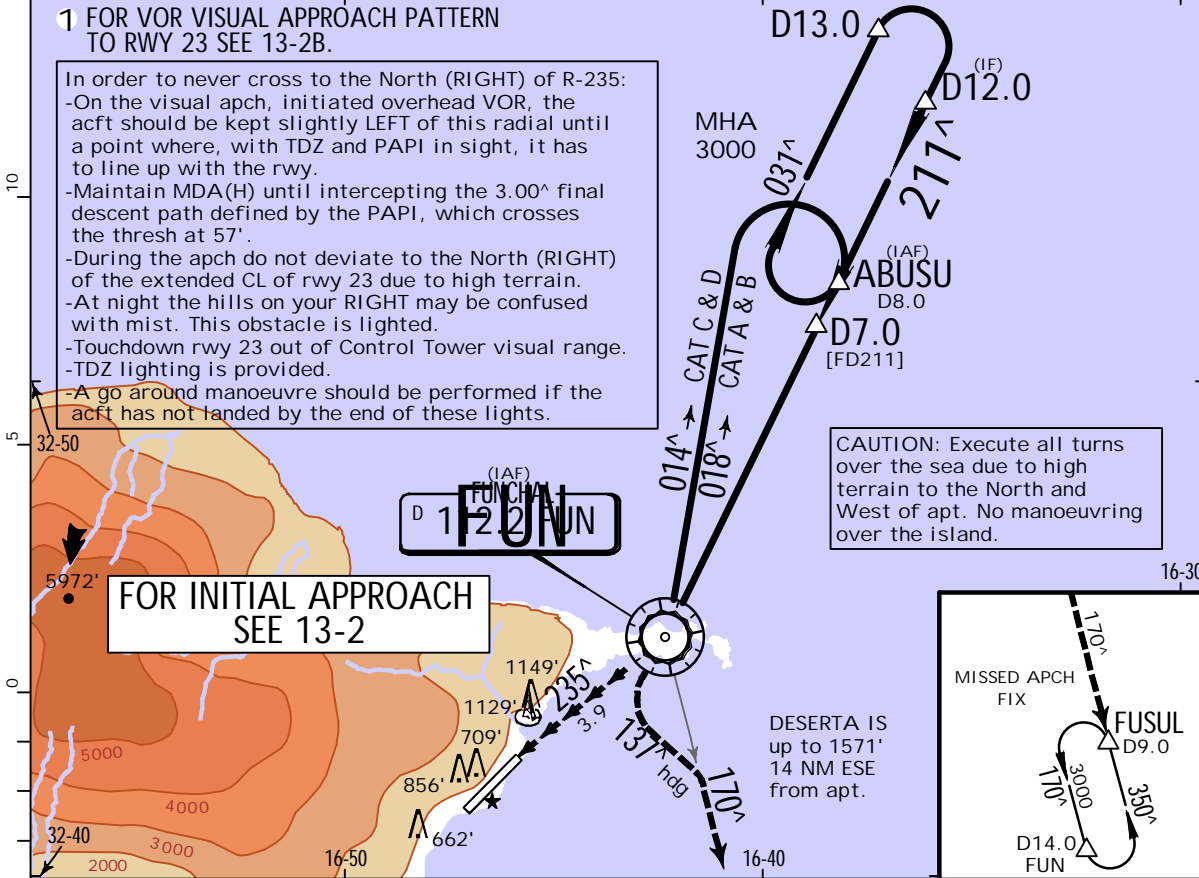 1 FOR VOR VISUAL APPROACH PATTERN
TO RWY 23 SEE 13-2B.
In order to never cross to the North (RIGHT) of R-235:
-On the visual apch, initiated overhead VOR, the
acft should be kept slightly LEFT of this radial until
a point where, with TDZ and PAPI in sight, it has
to line up with the rwy.
-Maintain MDA(H) until intercepting the 3.00^ final
descent path defined by the PAPI, which crosses
the thresh at 57'.
-During the apch do not deviate to the North (RIGHT)
of the extended CL of rwy 23 due to high terrain.
-At night the hills on your RIGHT may be confused
with mist. This obstacle is lighted.
-Touchdown rwy 23 out of Control Tower visual range.
-TDZ lighting is provided.
-A go around manoeuvre should be performed if the
acft has not landed by the end of these lights.
D13.0
(IF)
D12.0
MHA
3000
031^
211^
(IAF)
ABUSU
D8.0
D7.0
[FD211]
CAT C & D
CAT A & B
014^
018^
10
5
0
32-50
CAUTION: Execute all turns
over the sea due to high
terrain to the North and
West of apt. No manoeuvring
over the island.
(IAF)
FUNCHAL
FUN
D 112.2 FUN
16-30
5972'
FOR INITIAL APPROACH
SEE 13-2
1149'
1129'
235^
3.9
709'
856'
662'
137^
hdg
170^
DESERTA IS
up to 1571'
14 NM ESE
from apt.
170^
MISSED APCH
FIX
FUSUL
D9.0
3000
170^
350^
D14.0
FUN
5000
4000
3000
2000
32-40
16-50
16-40